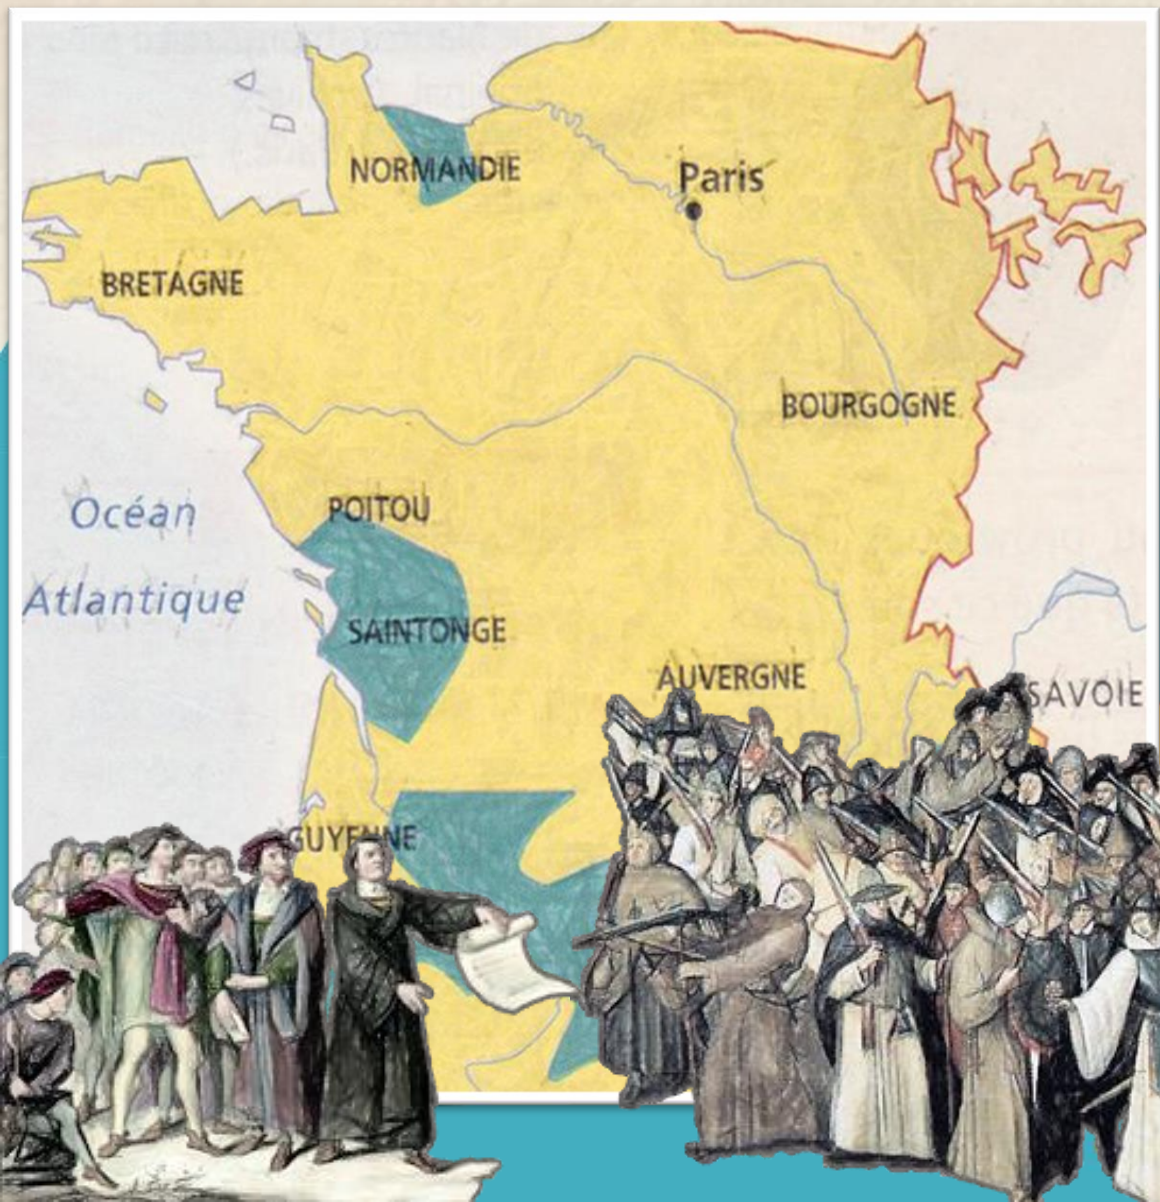 NORMANDIE
Paris
BRETAGNE
BOURGOGNE
POITOU
Océan
Atlantique
SAINTONGE
AUVERGNE
SAVOIE
GUYENNE